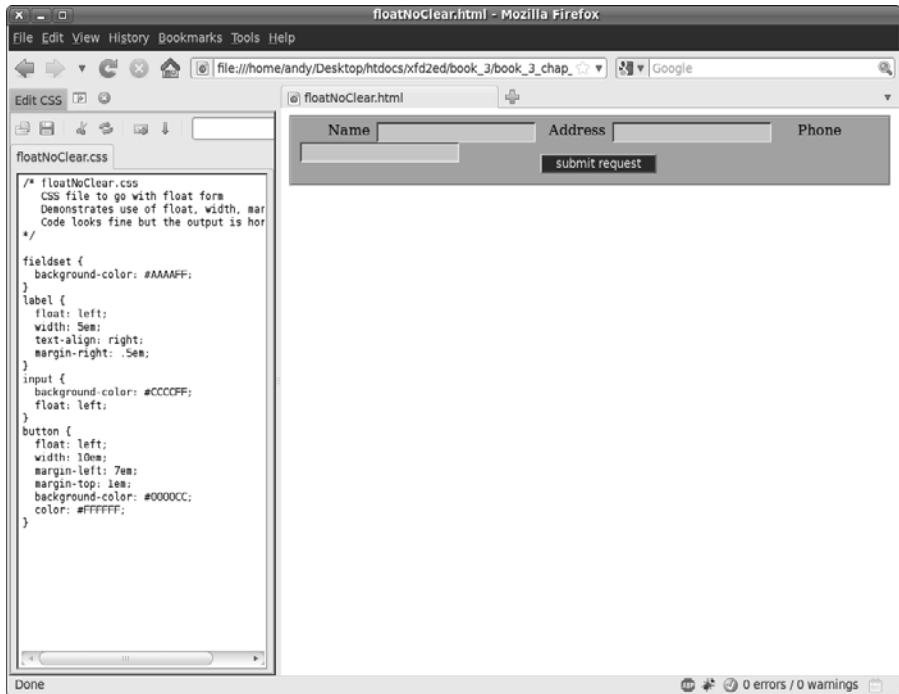 floatNoClear.html - Mozilla Firefox
File Edit View History Bookmarks Tools Help
file:///home/andy/Desktop/htdocs/xfd2ed/book_3/book_3_chap_
Google
Edit CSS
floatNoClear.html
floatNoClear.css
/* floatNoClear.css
CSS file to go with float form
Demonstrates use of float, width, mar
Code looks fine but the output is hor
*/
fieldset {
background-color: #AAAAFF;
}
label {
float: left;
width: 5em;
text-align: right;
margin-right: .5em;
}
input {
background-color: #CCCCFF;
float: left;
}
button {
float: left;
width: 10em;
margin-left: 7em;
margin-top: 1em;
background-color: #0000CC;
color: #FFFFFF;
}
Name Address Phone
submit request
Done
ABP
0 errors / 0 warnings